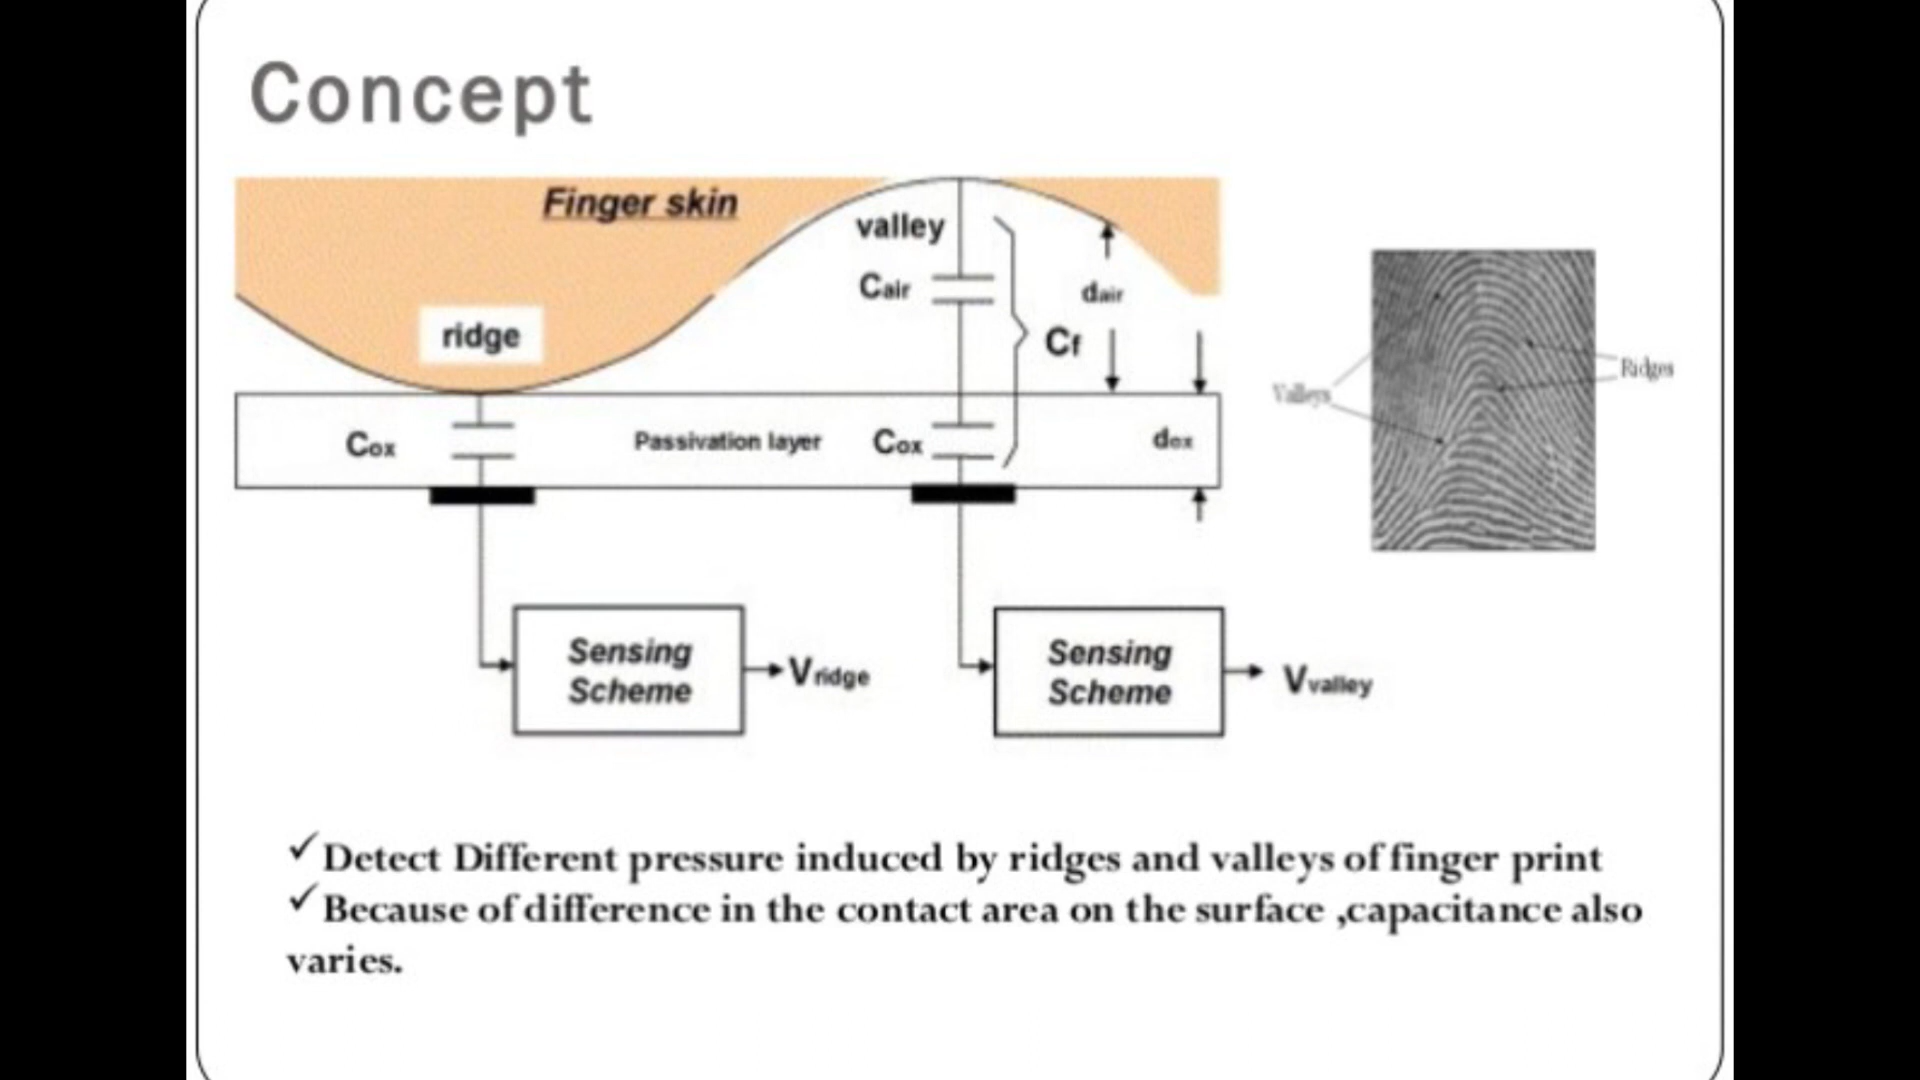 Concept
Finger skin
valley
Cair
dair
ridge
Cf
Valleys
Ridges
Cox
Passivation layer
Cox
dox
Sensing
Scheme
Vridge
Sensing
Scheme
Vvalley
✓Detect Different pressure induced by ridges and valleys of finger print
✓Because of difference in the contact area on the surface ,capacitance also
varies.